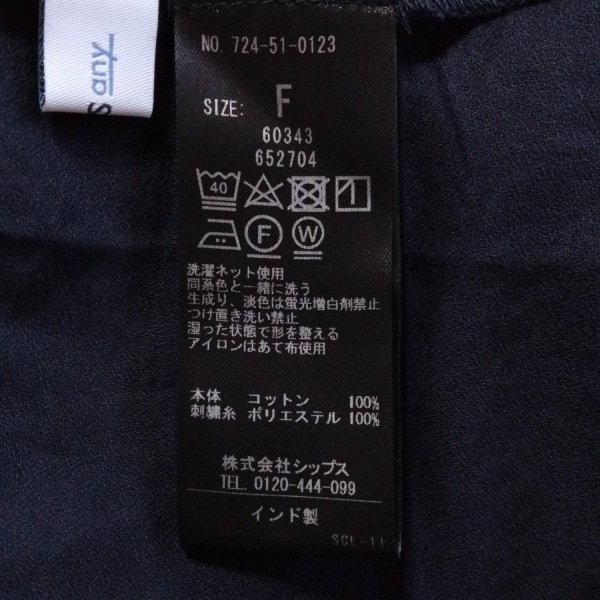 any
S
NO. 724-51-0123
SIZE: F
60343
652704
40
F W
洗濯ネット使用
同系色と一緒に洗う
生成り、淡色は蛍光増白剤禁止
つけ置き洗い禁止
湿った状態で形を整える
アイロンはあて布使用
本体 コットン 100%
刺繍糸 ポリエステル 100%
株式会社シップス
TEL. 0120-444-099
インド製
SCL-11